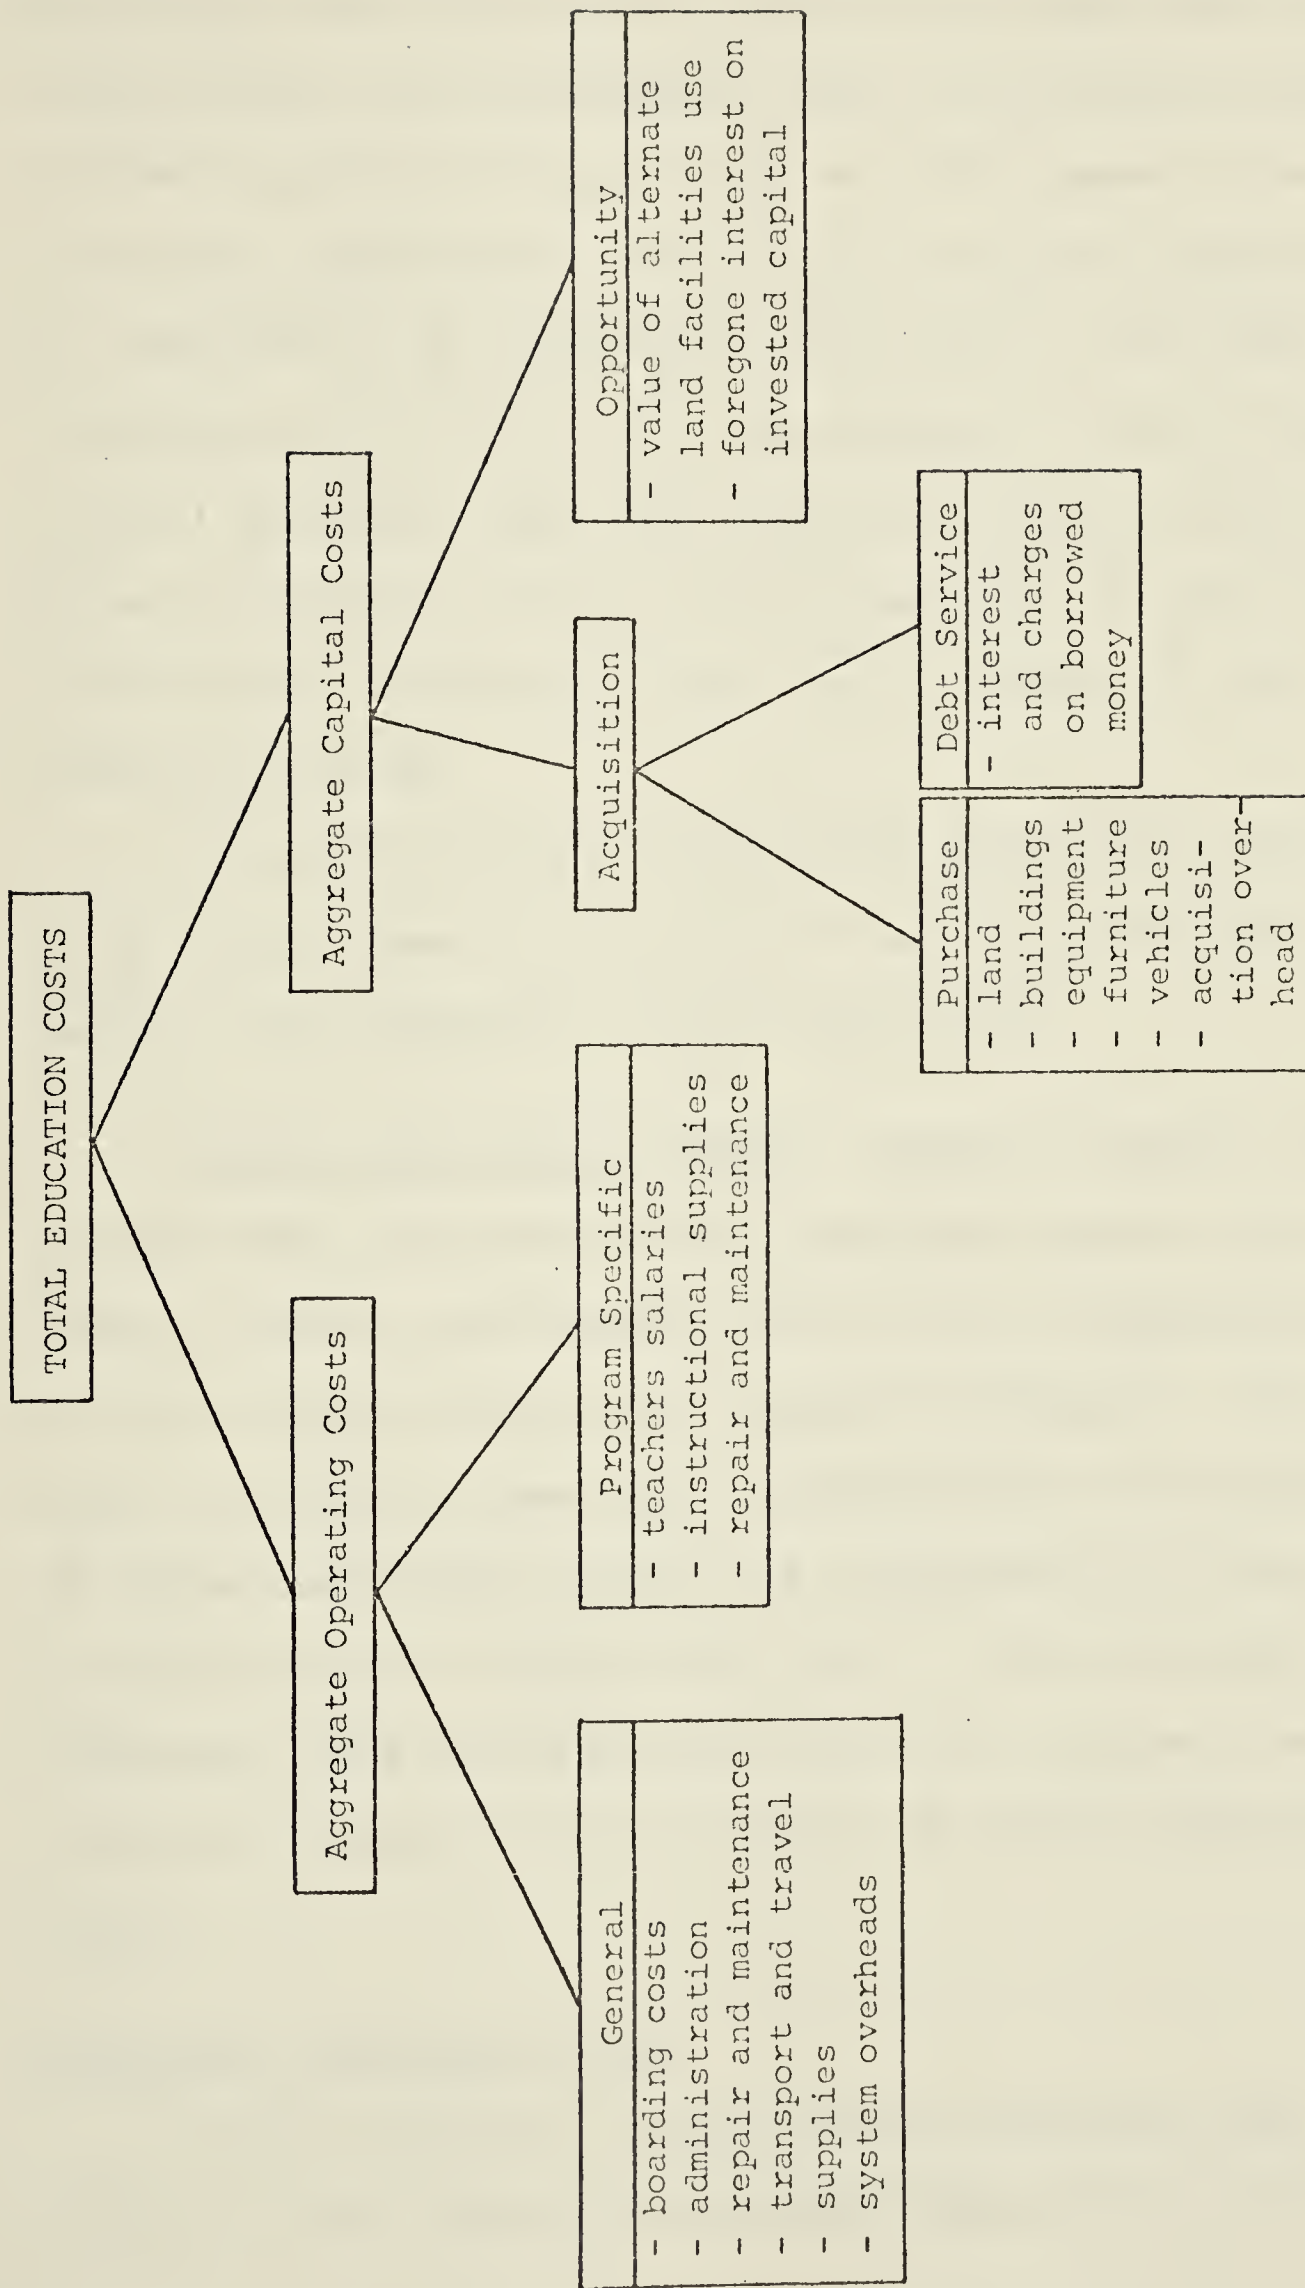 TOTAL EDUCATION COSTS
Aggregate Operating Costs
Aggregate Capital Costs
General
- boarding costs
- administration
- repair and maintenance
- transport and travel
- supplies
- system overheads
Program Specific
- teachers salaries
- instructional supplies
- repair and maintenance
Acquisition
Opportunity
- value of alternate
land facilities use
- foregone interest on
invested capital
Purchase
- land
- buildings
- equipment
- furniture
- vehicles
- acquisi-
tion over-
head
Debt Service
- interest
and charges
on borrowed
money